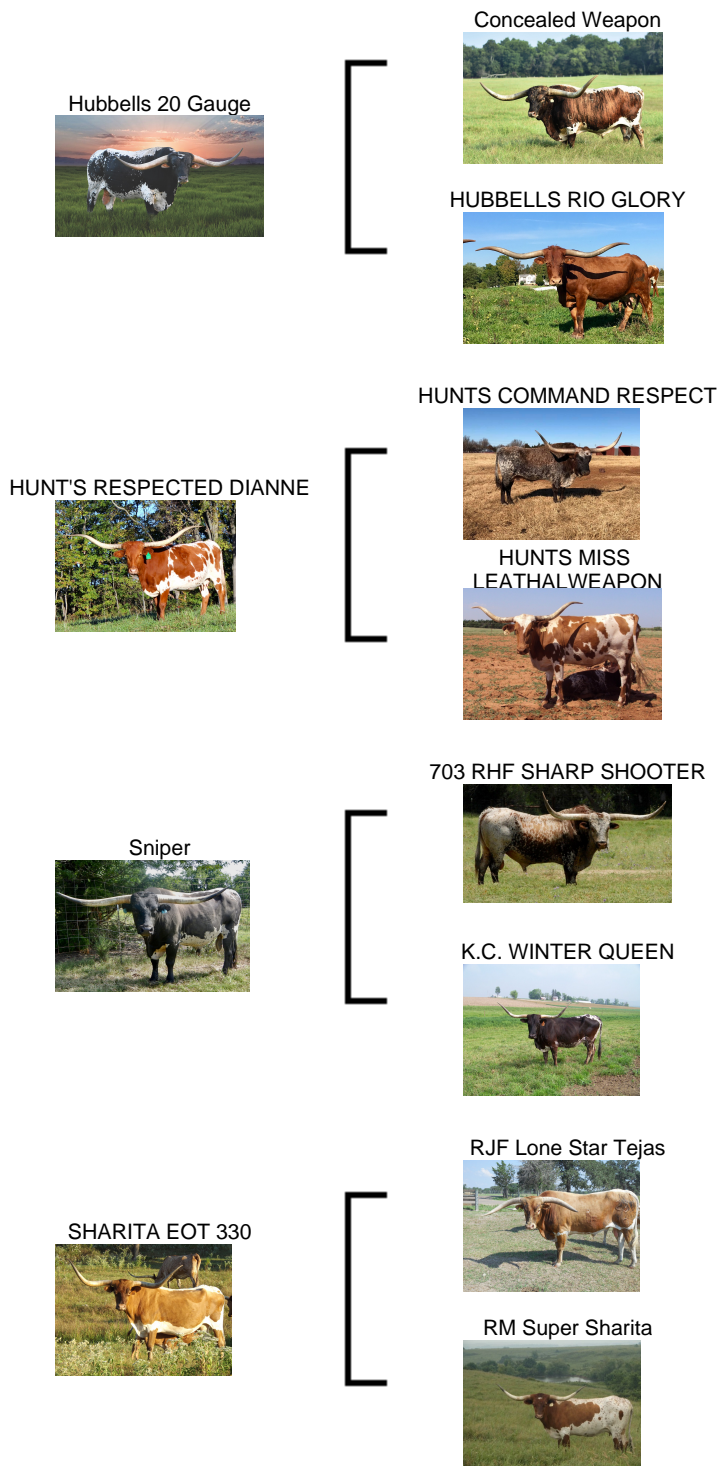 Concealed Weapon
Hubbells 20 Gauge
HUBBELLS RIO GLORY
HUNTS COMMAND RESPECT
HUNT'S RESPECTED DIANNE
HUNTS MISS
LEATHALWEAPON
703 RHF SHARP SHOOTER
Sniper
K.C. WINTER QUEEN
RJF Lone Star Tejas
SHARITA EOT 330
RM Super Sharita